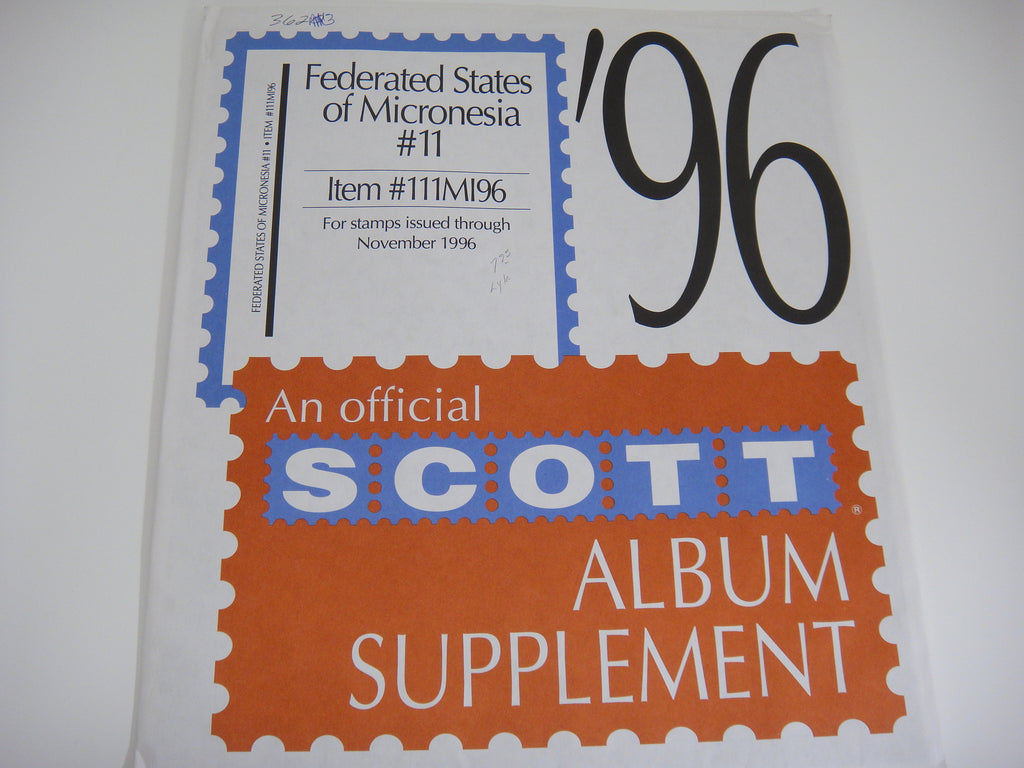 FEDERATED STATES OF MICRONESIA #11 • ITEM #111MI96
Federated States
of Micronesia
#11
Item #111MI96
For stamps issued through
November 1996
'96
An official
SCOTT
®
ALBUM
SUPPLEMENT